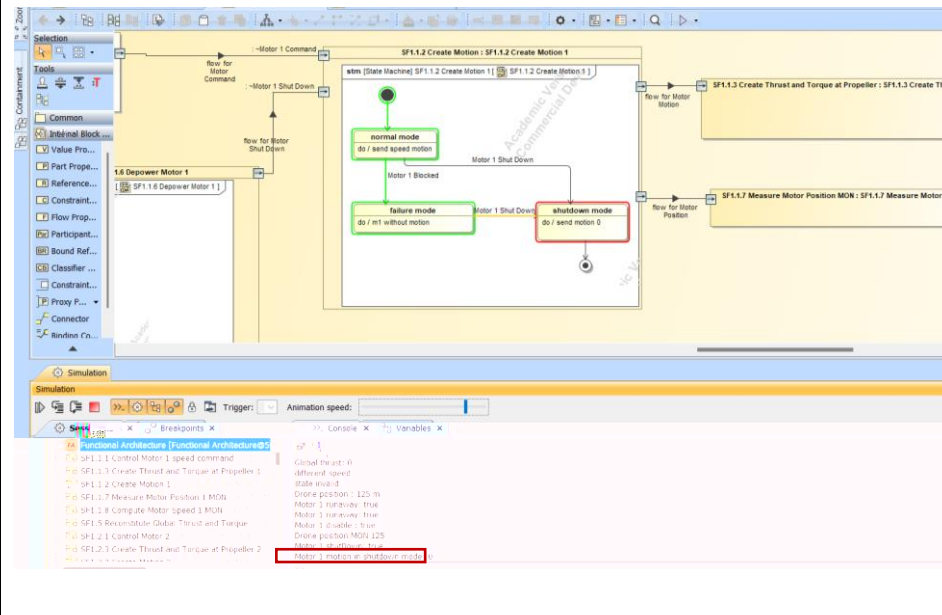 Zoor
Containment
Selection
Tools
Common
Internal Block ...
Value Pro...
Part Prope...
Reference...
Constraint...
Flow Prop...
Participant...
Bound Ref...
Classifier ...
Constraint...
Proxy P...
Connector
Binding Co...
: ~Motor 1 Command
flow for
Motor
Command
: ~Motor 1 Shut Down
flow for Motor
Shut Down
1.6 Depower Motor 1
[ SF1.1.6 Depower Motor 1 ]
SF1.1.2 Create Motion : SF1.1.2 Create Motion 1
stm [State Machine] SF1.1.2 Create Motion 1 [ SF1.1.2 Create Motion 1 ]
normal mode
do / send speed motion
Motor 1 Shut Down
Motor 1 Blocked
failure mode
do / m1 without motion
Motor 1 Shut Down
shutdown mode
do / send motion 0
flow for Motor
Motion
SF1.1.3 Create Thrust and Torque at Propeller : SF1.1.3 Create Th
flow for Motor
Position
SF1.1.7 Measure Motor Position MON : SF1.1.7 Measure Motor
Simulation
Simulation
Trigger:
Animation speed:
Breakpoints
Console
Variables
Functional Architecture [Functional Architecture@5
SF1.1.1 Control Motor 1 speed command
SF1.1.3 Create Thrust and Torque at Propeller 1
SF1.1.2 Create Motion 1
SF1.1.7 Measure Motor Position 1 MON
SF1.1.8 Compute Motor Speed 1 MON
SF1.5 Reconstitute Global Thrust and Torque
SF1.2.1 Control Motor 2
SF1.2.3 Create Thrust and Torque at Propeller 2
Global thrust: 0
different speed
state invalid
Drone position : 125 m
Motor 1 runaway: true
Motor 1 runaway: true
Motor 1 disable : true
Drone position MON 125
Motor 1 shutDown: true
Motor 1 motion in shutdown mode: 0